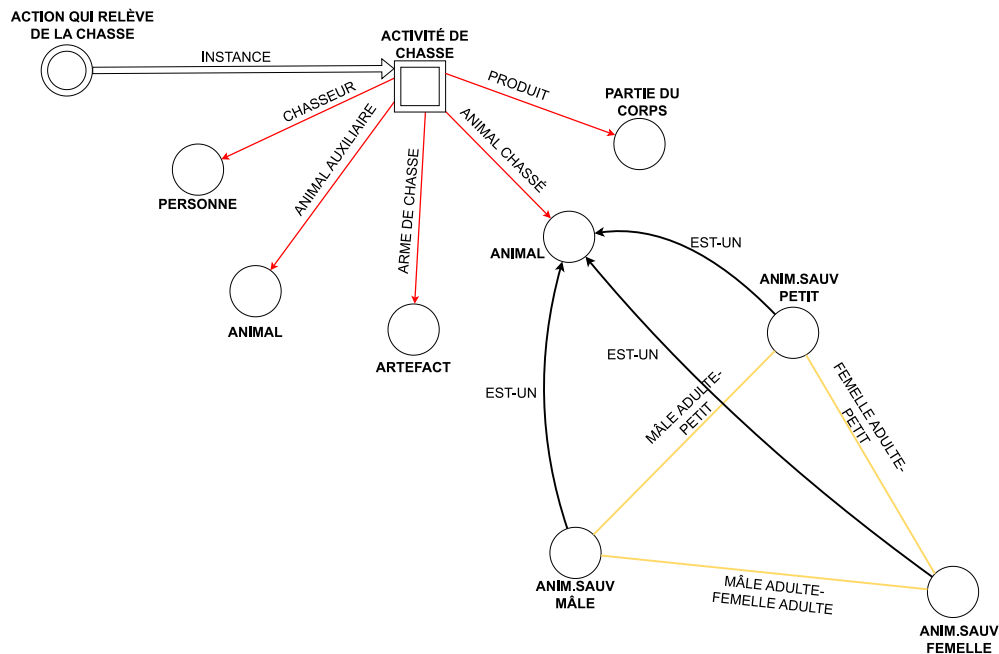 ACTION QUI RELÈVE
DE LA CHASSE
INSTANCE
ACTIVITÉ DE
CHASSE
CHASSEUR
PRODUIT
PARTIE DU
CORPS
ANIMAL AUXILIAIRE
ARME DE CHASSE
ANIMAL CHASSÉ
PERSONNE
ANIMAL
ARTEFACT
ANIMAL
EST-UN
ANIM.SAUV
PETIT
EST-UN
EST-UN
MÂLE ADULTE-
PETIT
FEMELLE ADULTE-
PETIT
ANIM.SAUV
MÂLE
MÂLE ADULTE-
FEMELLE ADULTE
ANIM.SAUV
FEMELLE